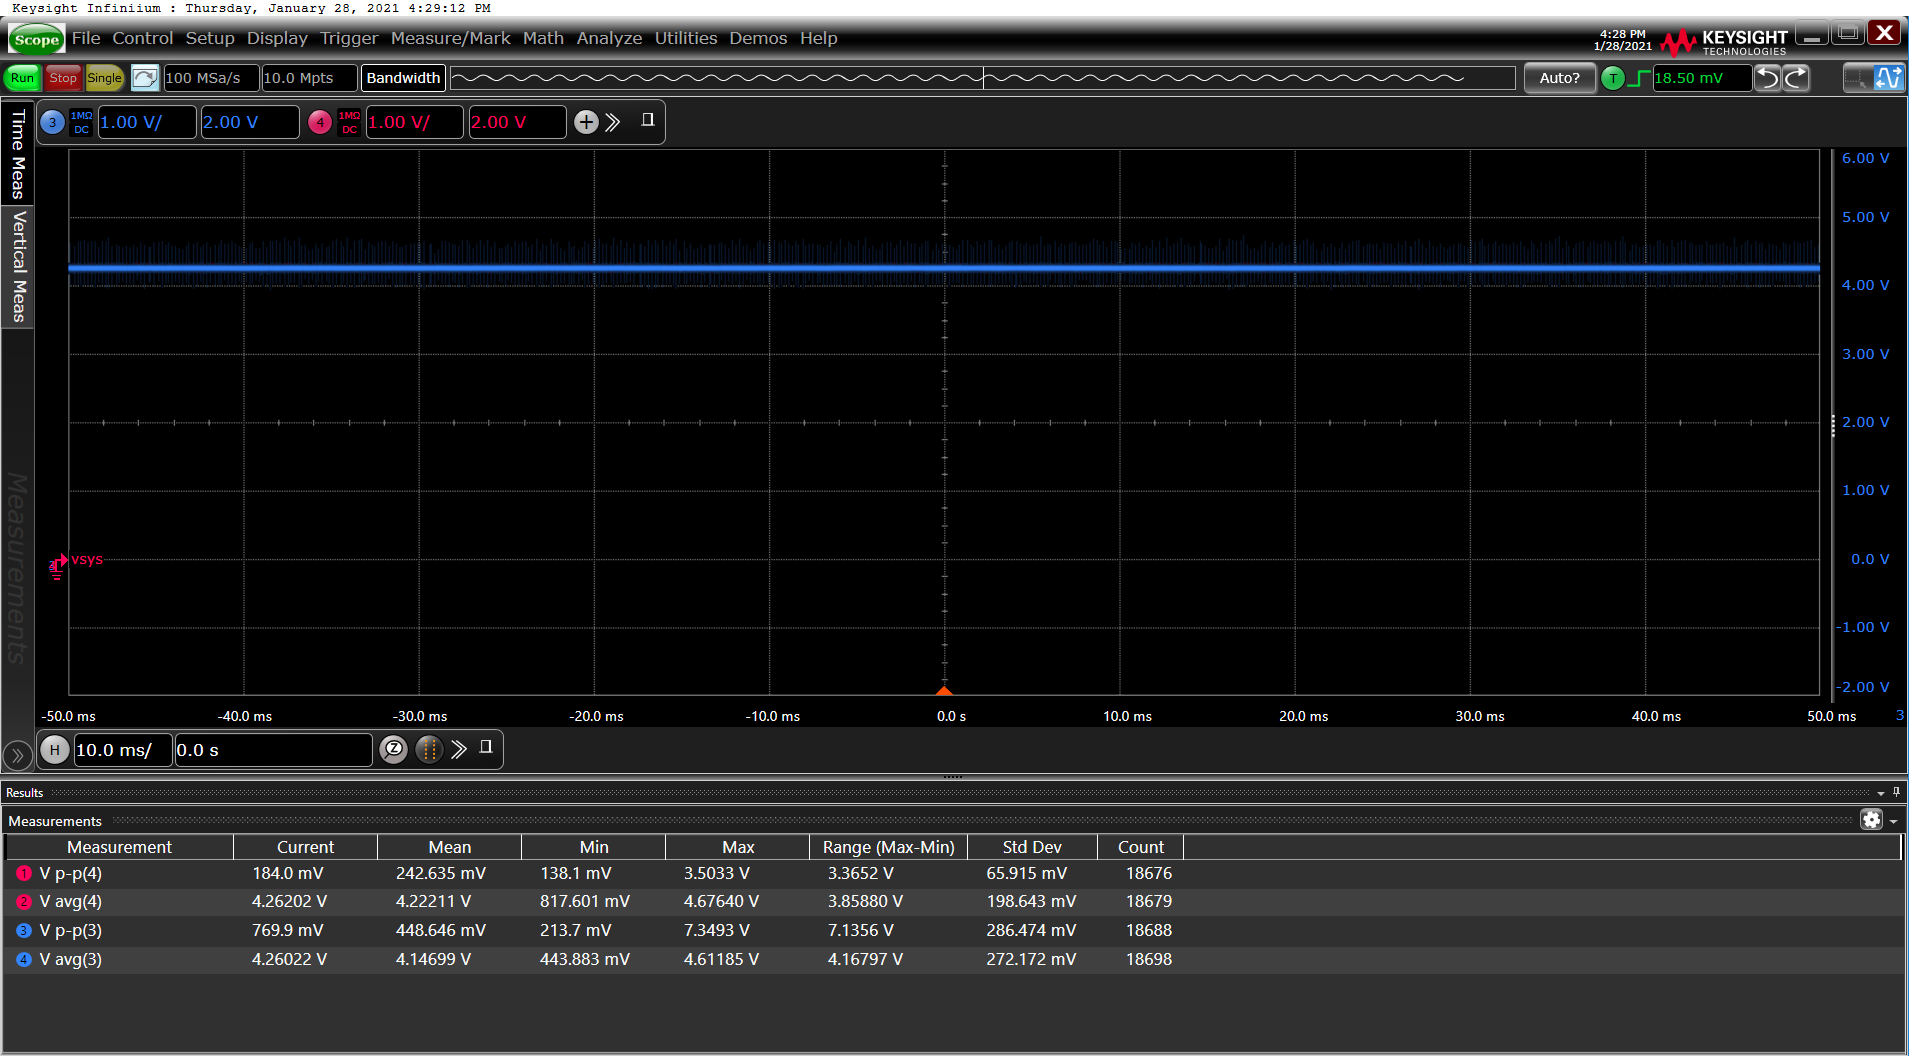 Keysight Infiniium : Thursday, January 28, 2021 4:29:12 PM
Scope File Control Setup Display Trigger Measure/Mark Math Analyze Utilities Demos Help
4:28 PM
1/28/2021
KEYSIGHT
TECHNOLOGIES
Run Stop Single 100 MSa/s 10.0 Mpts Bandwidth Auto? T 18.50 mV
3 1MΩ DC 1.00 V/ 2.00 V 4 1MΩ DC 1.00 V/ 2.00 V
Time Meas
Vertical Meas
Measurements
6.00 V
5.00 V
4.00 V
3.00 V
2.00 V
1.00 V
0.0 V
-1.00 V
-2.00 V
vsys
-50.0 ms -40.0 ms -30.0 ms -20.0 ms -10.0 ms 0.0 s 10.0 ms 20.0 ms 30.0 ms 40.0 ms 50.0 ms 3
H 10.0 ms/ 0.0 s Z
Results
Measurements
Measurement Current Mean Min Max Range (Max-Min) Std Dev Count
1 V p-p(4) 184.0 mV 242.635 mV 138.1 mV 3.5033 V 3.3652 V 65.915 mV 18676
2 V avg(4) 4.26202 V 4.22211 V 817.601 mV 4.67640 V 3.85880 V 198.643 mV 18679
3 V p-p(3) 769.9 mV 448.646 mV 213.7 mV 7.3493 V 7.1356 V 286.474 mV 18688
4 V avg(3) 4.26022 V 4.14699 V 443.883 mV 4.61185 V 4.16797 V 272.172 mV 18698